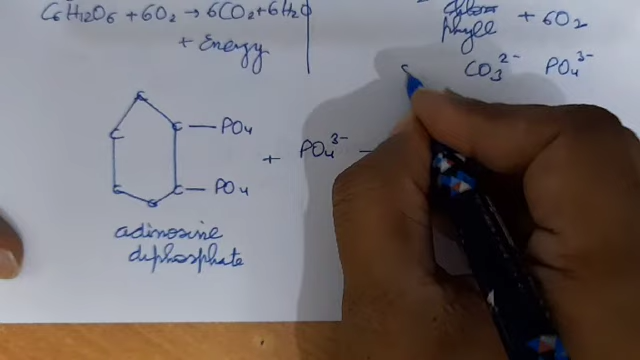 C6H12O6 + 6O2 → 6CO2 + 6H2O
+ Energy
phyll + 6O2
CO3 2- PO4 3-
C
C C — PO4
+ PO4 3- —
C C — PO4
C
adinosine
diphosphate